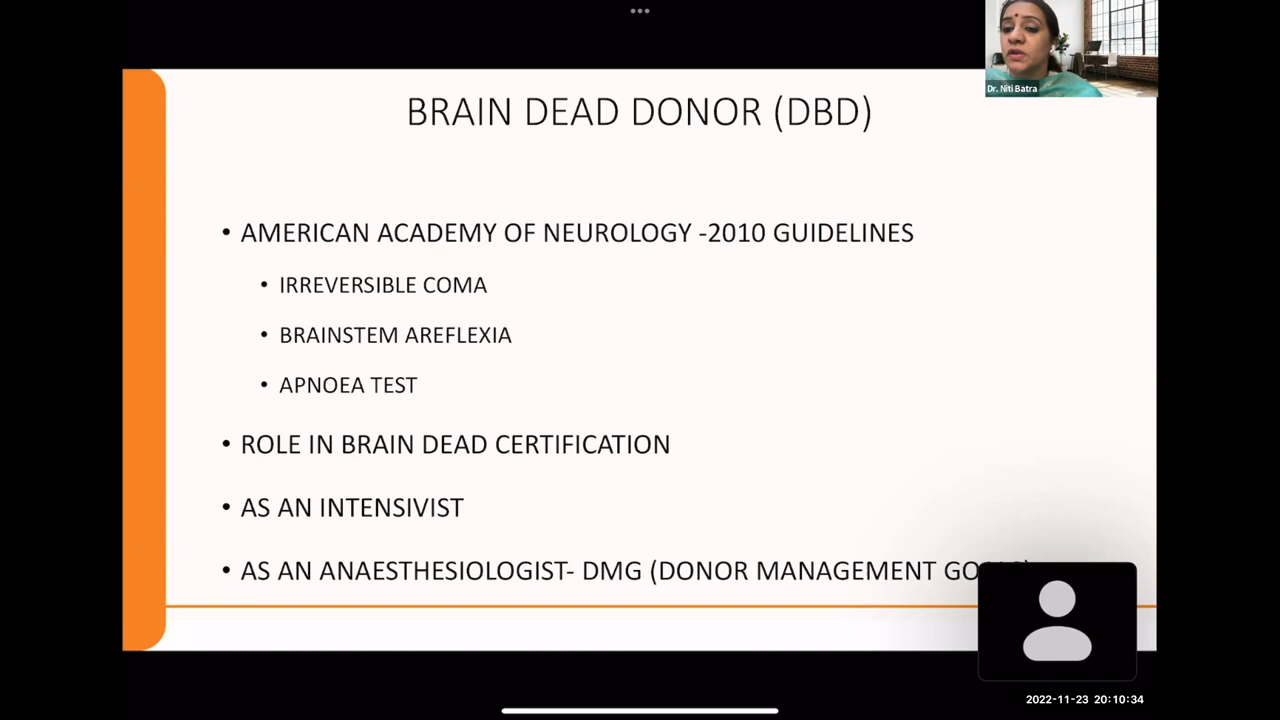 Dr. Niti Batra
BRAIN DEAD DONOR (DBD)
• AMERICAN ACADEMY OF NEUROLOGY -2010 GUIDELINES
• IRREVERSIBLE COMA
• BRAINSTEM AREFLEXIA
• APNOEA TEST
• ROLE IN BRAIN DEAD CERTIFICATION
• AS AN INTENSIVIST
• AS AN ANAESTHESIOLOGIST- DMG (DONOR MANAGEMENT
2022-11-23 20:10:34